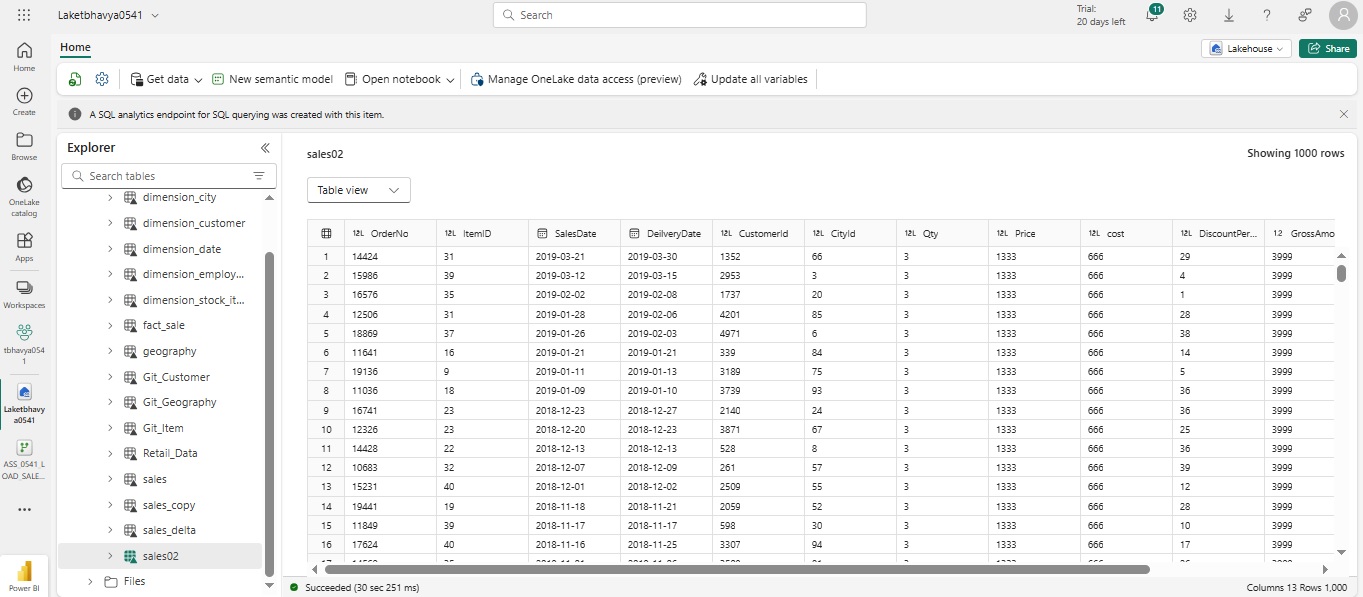 Laketbhavya0541
Search
Trial:
20 days left
11
Home
Lakehouse
Share
Get data
New semantic model
Open notebook
Manage OneLake data access (preview)
Update all variables
A SQL analytics endpoint for SQL querying was created with this item.
Home
Create
Browse
OneLake
catalog
Apps
Workspaces
tbhavya054
1
Laketbhavy
a0541
ASS_0541_L
OAD_SALE...
Power BI
Explorer
Search tables
dimension_city
dimension_customer
dimension_date
dimension_employ...
dimension_stock_it...
fact_sale
geography
Git_Customer
Git_Geography
Git_Item
Retail_Data
sales
sales_copy
sales_delta
sales02
Files
sales02
Showing 1000 rows
Table view
12L OrderNo 12L ItemID SalesDate DeilveryDate 12L CustomerId 12L CityId 12L Qty 12L Price 12L cost 12L DiscountPer... 12 GrossAmo
1 14424 31 2019-03-21 2019-03-30 1352 66 3 1333 666 29 3999
2 15986 39 2019-03-12 2019-03-15 2953 3 3 1333 666 4 3999
3 16576 35 2019-02-02 2019-02-08 1737 20 3 1333 666 1 3999
4 12506 31 2019-01-28 2019-02-06 4201 85 3 1333 666 28 3999
5 18869 37 2019-01-26 2019-02-03 4971 6 3 1333 666 38 3999
6 11641 16 2019-01-21 2019-01-21 339 84 3 1333 666 14 3999
7 19136 9 2019-01-11 2019-01-13 3189 75 3 1333 666 5 3999
8 11036 18 2019-01-09 2019-01-10 3739 93 3 1333 666 36 3999
9 16741 23 2018-12-23 2018-12-27 2140 24 3 1333 666 36 3999
10 12326 23 2018-12-20 2018-12-23 3871 67 3 1333 666 25 3999
11 14428 22 2018-12-13 2018-12-13 528 8 3 1333 666 36 3999
12 10683 32 2018-12-07 2018-12-09 261 57 3 1333 666 39 3999
13 15231 40 2018-12-01 2018-12-02 2509 55 3 1333 666 12 3999
14 19441 19 2018-11-18 2018-11-21 2059 52 3 1333 666 28 3999
15 11849 39 2018-11-17 2018-11-17 598 30 3 1333 666 10 3999
16 17624 40 2018-11-16 2018-11-25 3307 94 3 1333 666 17 3999
Succeeded (30 sec 251 ms)
Columns 13 Rows 1,000